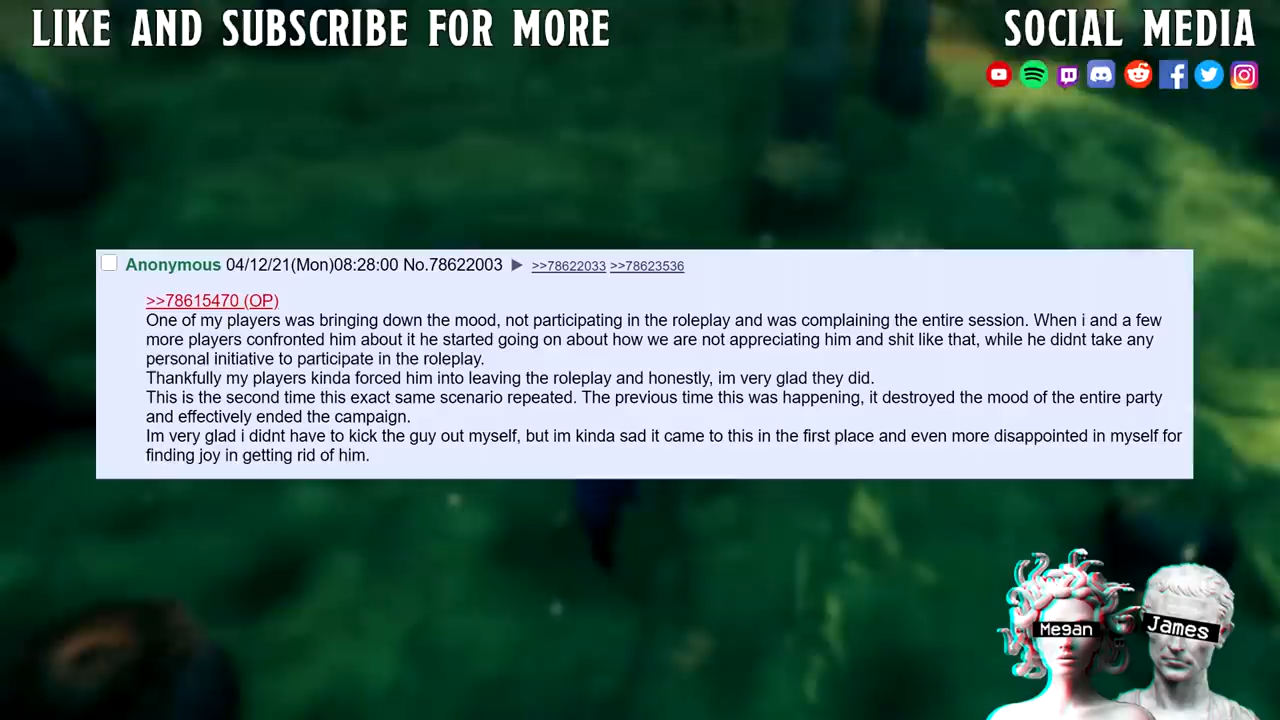 LIKE AND SUBSCRIBE FOR MORE
SOCIAL MEDIA
Anonymous 04/12/21(Mon)08:28:00 No.78622003 ▶ >>78622033 >>78623536
>>78615470 (OP)
One of my players was bringing down the mood, not participating in the roleplay and was complaining the entire session. When i and a few
more players confronted him about it he started going on about how we are not appreciating him and shit like that, while he didnt take any
personal initiative to participate in the roleplay.
Thankfully my players kinda forced him into leaving the roleplay and honestly, im very glad they did.
This is the second time this exact same scenario repeated. The previous time this was happening, it destroyed the mood of the entire party
and effectively ended the campaign.
Im very glad i didnt have to kick the guy out myself, but im kinda sad it came to this in the first place and even more disappointed in myself for
finding joy in getting rid of him.
Megan
James